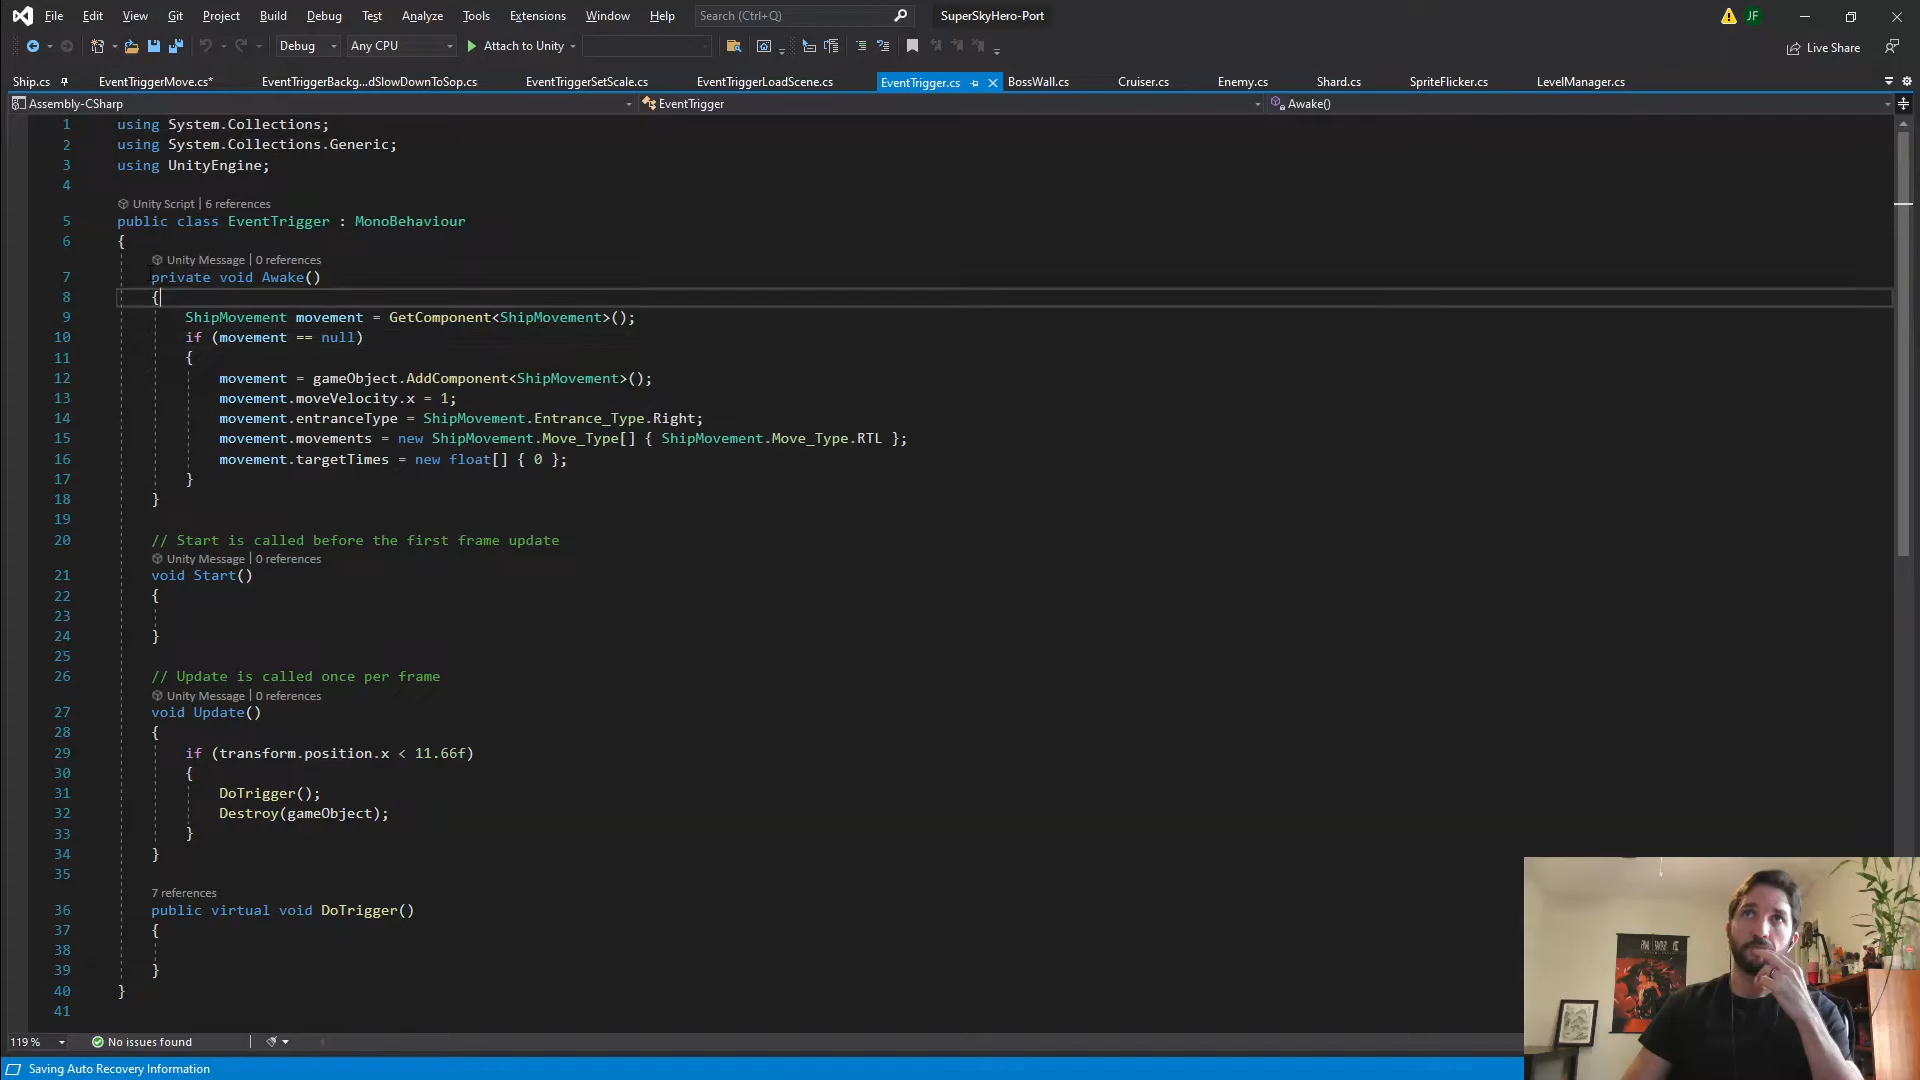 File Edit View Git Project Build Debug Test Analyze Tools Extensions Window Help Search (Ctrl+Q) SuperSkyHero-Port JF
Debug Any CPU Attach to Unity Live Share
Ship.cs EventTriggerMove.cs* EventTriggerBackg...dSlowDownToSop.cs EventTriggerSetScale.cs EventTriggerLoadScene.cs EventTrigger.cs BossWall.cs Cruiser.cs Enemy.cs Shard.cs SpriteFlicker.cs LevelManager.cs
Assembly-CSharp EventTrigger Awake()
1 using System.Collections;
2 using System.Collections.Generic;
3 using UnityEngine;
4
Unity Script | 6 references
5 public class EventTrigger : MonoBehaviour
6 {
Unity Message | 0 references
7 private void Awake()
8 {
9 ShipMovement movement = GetComponent<ShipMovement>();
10 if (movement == null)
11 {
12 movement = gameObject.AddComponent<ShipMovement>();
13 movement.moveVelocity.x = 1;
14 movement.entranceType = ShipMovement.Entrance_Type.Right;
15 movement.movements = new ShipMovement.Move_Type[] { ShipMovement.Move_Type.RTL };
16 movement.targetTimes = new float[] { 0 };
17 }
18 }
19
20 // Start is called before the first frame update
Unity Message | 0 references
21 void Start()
22 {
23
24 }
25
26 // Update is called once per frame
Unity Message | 0 references
27 void Update()
28 {
29 if (transform.position.x < 11.66f)
30 {
31 DoTrigger();
32 Destroy(gameObject);
33 }
34 }
35
7 references
36 public virtual void DoTrigger()
37 {
38
39 }
40 }
41
119 % No issues found
Saving Auto Recovery Information